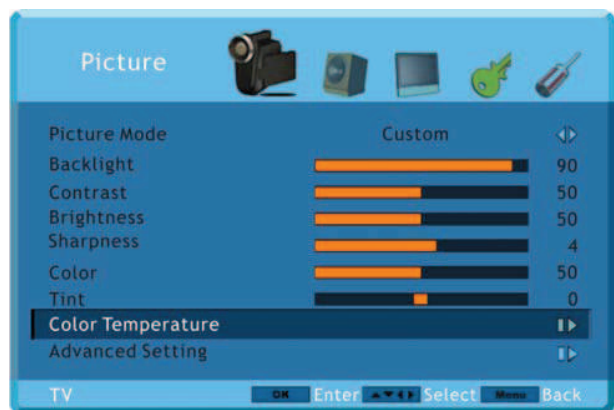 Picture
Picture Mode Custom
Backlight 90
Contrast 50
Brightness 50
Sharpness 4
Color 50
Tint 0
Color Temperature
Advanced Setting
TV OK Enter Select Menu Back